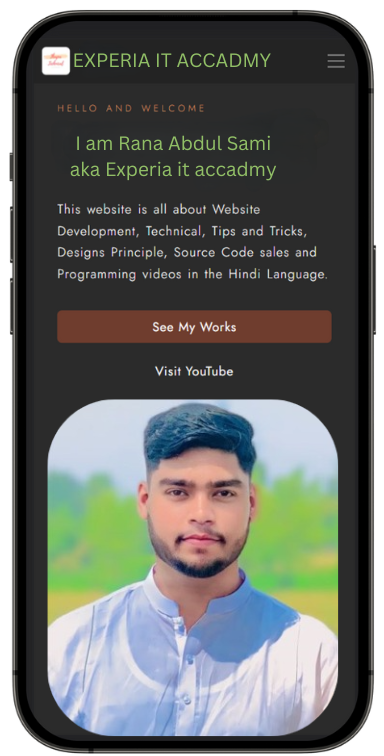 EXPERIA IT ACCADMY
HELLO AND WELCOME
I am Rana Abdul Sami
aka Experia it accadmy
This website is all about Website
Development, Technical, Tips and Tricks,
Designs Principle, Source Code sales and
Programming videos in the Hindi Language.
See My Works
Visit YouTube